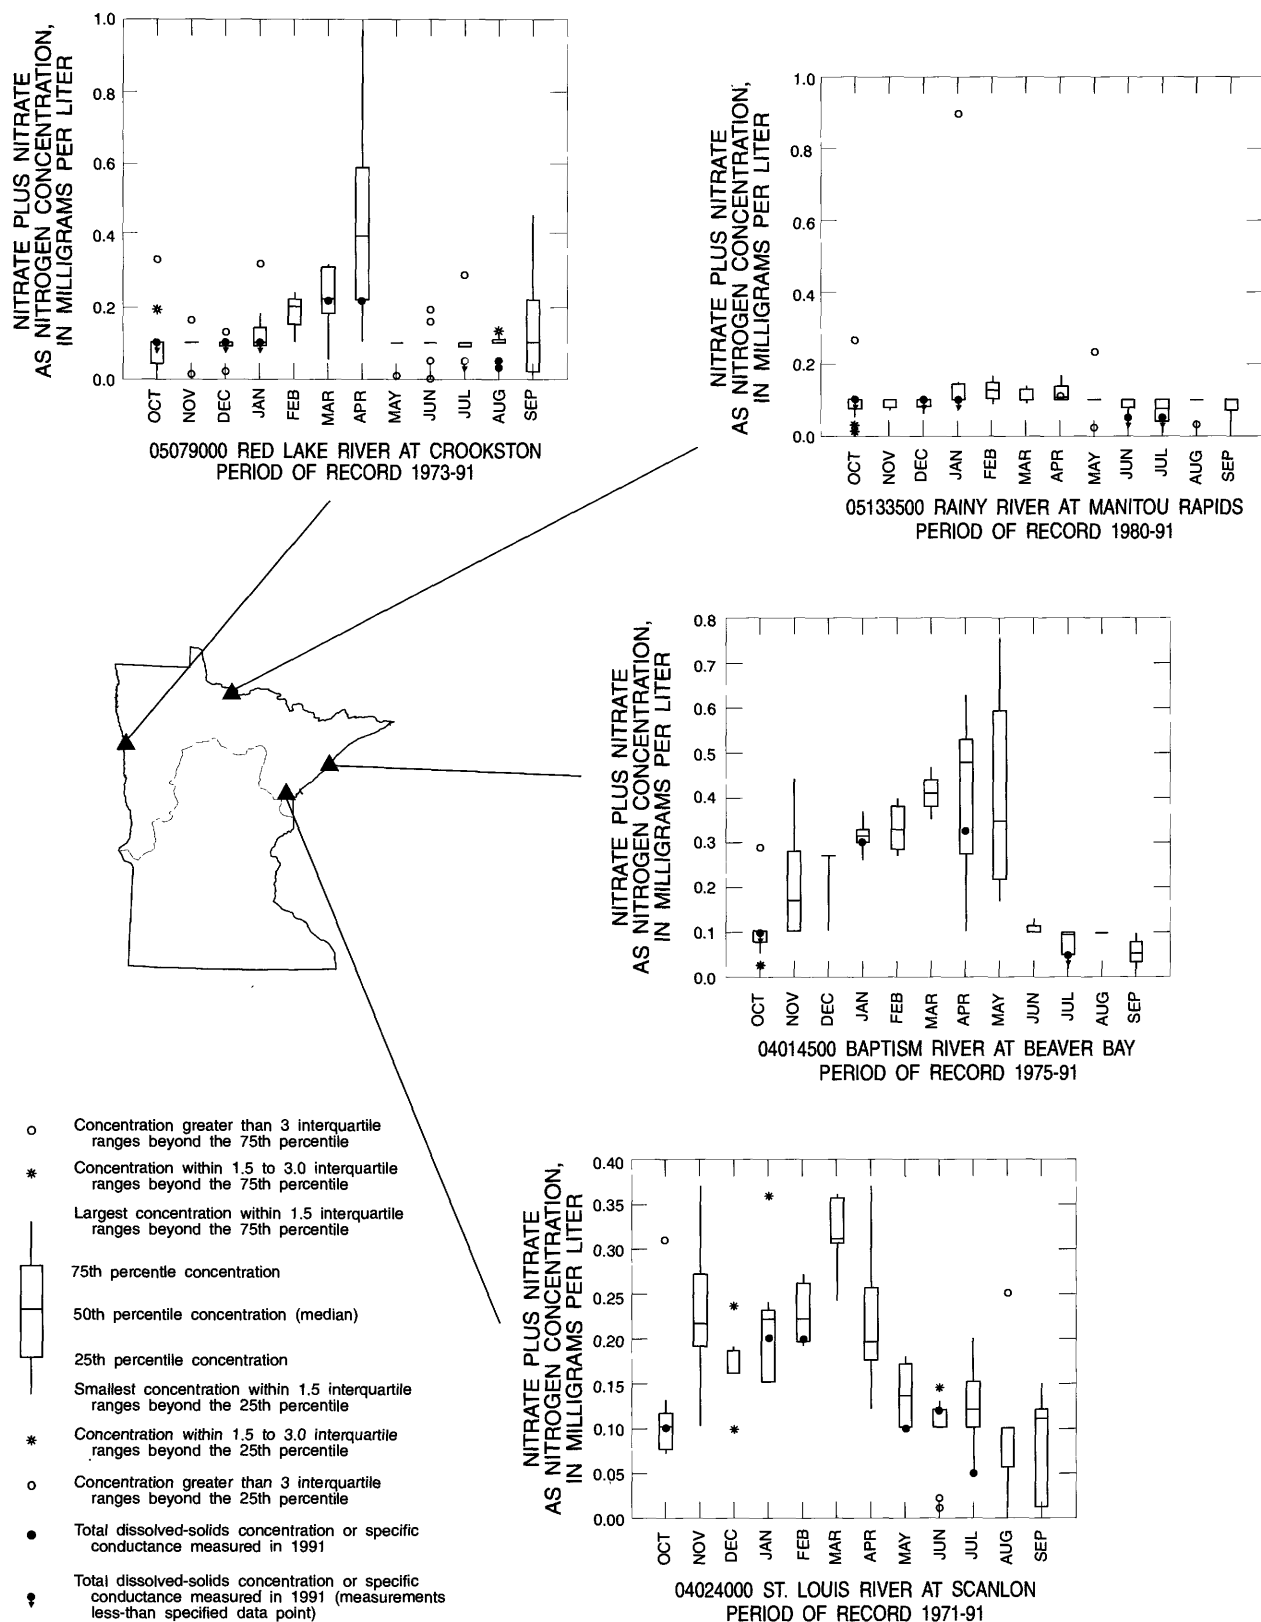 NITRATE PLUS NITRATE
AS NITROGEN CONCENTRATION,
IN MILLIGRAMS PER LITER
1.0
0.8
0.6
0.4
0.2
0.0
OCT
NOV
DEC
JAN
FEB
MAR
APR
MAY
JUN
JUL
AUG
SEP
05079000 RED LAKE RIVER AT CROOKSTON
PERIOD OF RECORD 1973-91
NITRATE PLUS NITRATE
AS NITROGEN CONCENTRATION,
IN MILLIGRAMS PER LITER
1.0
0.8
0.6
0.4
0.2
0.0
OCT
NOV
DEC
JAN
FEB
MAR
APR
MAY
JUN
JUL
AUG
SEP
05133500 RAINY RIVER AT MANITOU RAPIDS
PERIOD OF RECORD 1980-91
NITRATE PLUS NITRATE
AS NITROGEN CONCENTRATION,
IN MILLIGRAMS PER LITER
0.8
0.7
0.6
0.5
0.4
0.3
0.2
0.1
0.0
OCT
NOV
DEC
JAN
FEB
MAR
APR
MAY
JUN
JUL
AUG
SEP
04014500 BAPTISM RIVER AT BEAVER BAY
PERIOD OF RECORD 1975-91
Concentration greater than 3 interquartile
ranges beyond the 75th percentile
Concentration within 1.5 to 3.0 interquartile
ranges beyond the 75th percentile
Largest concentration within 1.5 interquartile
ranges beyond the 75th percentile
75th percentile concentration
50th percentile concentration (median)
25th percentile concentration
Smallest concentration within 1.5 interquartile
ranges beyond the 25th percentile
Concentration within 1.5 to 3.0 interquartile
ranges beyond the 25th percentile
Concentration greater than 3 interquartile
ranges beyond the 25th percentile
Total dissolved-solids concentration or specific
conductance measured in 1991
Total dissolved-solids concentration or specific
conductance measured in 1991 (measurements
less-than specified data point)
NITRATE PLUS NITRATE
AS NITROGEN CONCENTRATION,
IN MILLIGRAMS PER LITER
0.40
0.35
0.30
0.25
0.20
0.15
0.10
0.05
0.00
OCT
NOV
DEC
JAN
FEB
MAR
APR
MAY
JUN
JUL
AUG
SEP
04024000 ST. LOUIS RIVER AT SCANLON
PERIOD OF RECORD 1971-91